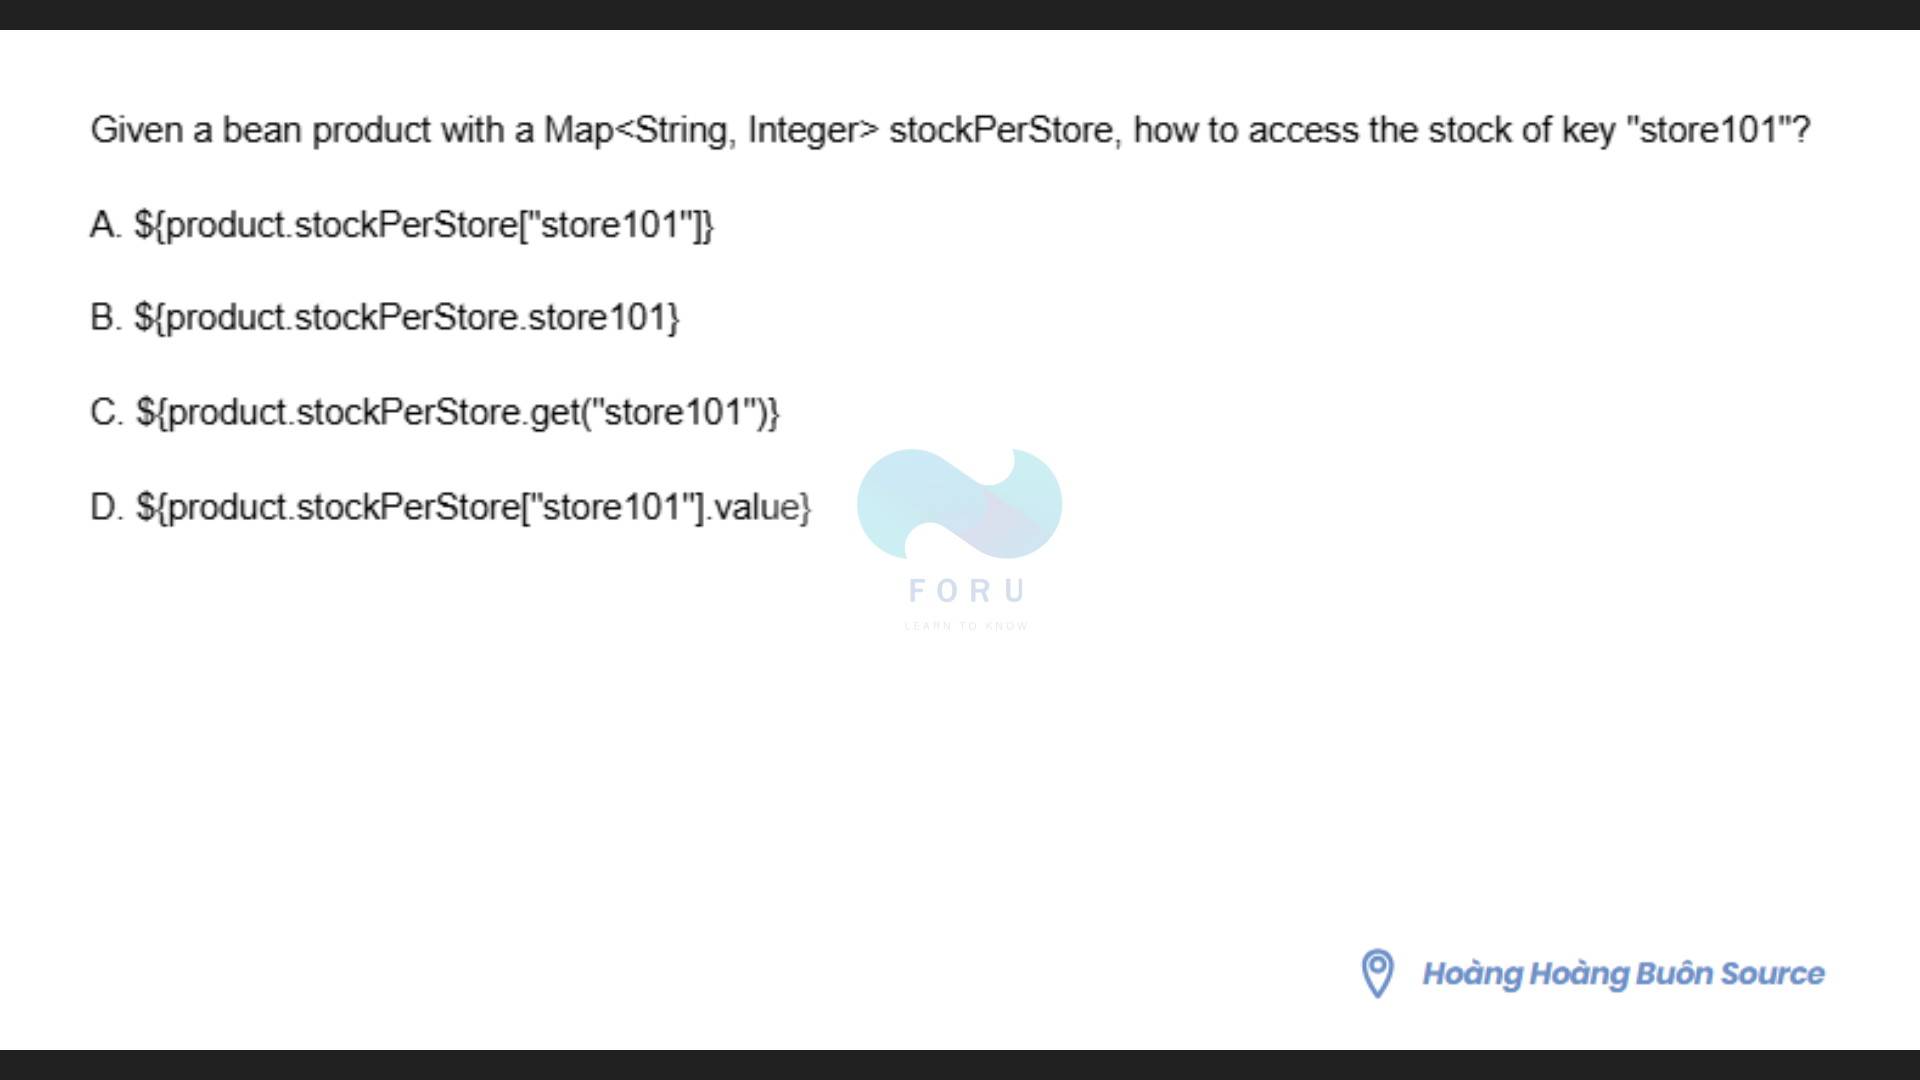 Given a bean product with a Map<String, Integer> stockPerStore, how to access the stock of key "store101"?
A. ${product.stockPerStore["store101"]}
B. ${product.stockPerStore.store101}
C. ${product.stockPerStore.get("store101")}
D. ${product.stockPerStore["store101"].value}
FORU
LEARN TO KNOW
Hoàng Hoàng Buôn Source